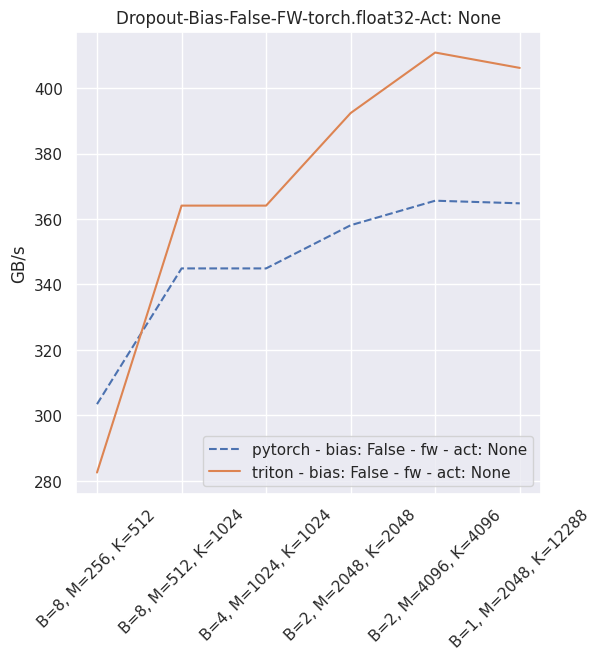 Dropout-Bias-False-FW-torch.float32-Act: None
GB/s
400
380
360
340
320
300
280
pytorch - bias: False - fw - act: None
triton - bias: False - fw - act: None
B=8, M=256, K=512
B=8, M=512, K=1024
B=4, M=1024, K=1024
B=2, M=2048, K=2048
B=2, M=4096, K=4096
B=1, M=2048, K=12288